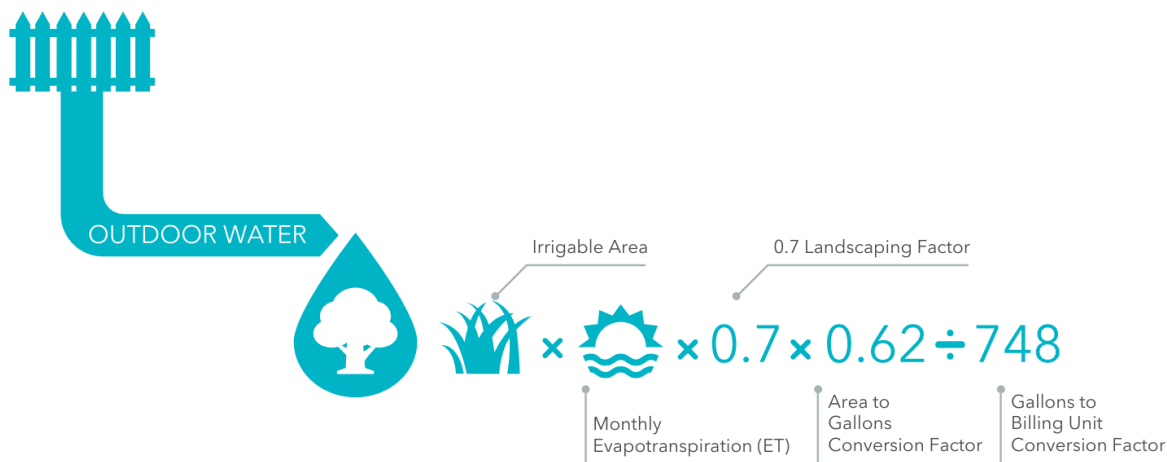 OUTDOOR WATER
Irrigable Area
0.7 Landscaping Factor
× × 0.7 × 0.62 ÷ 748
Monthly
Evapotranspiration (ET)
Area to
Gallons
Conversion Factor
Gallons to
Billing Unit
Conversion Factor